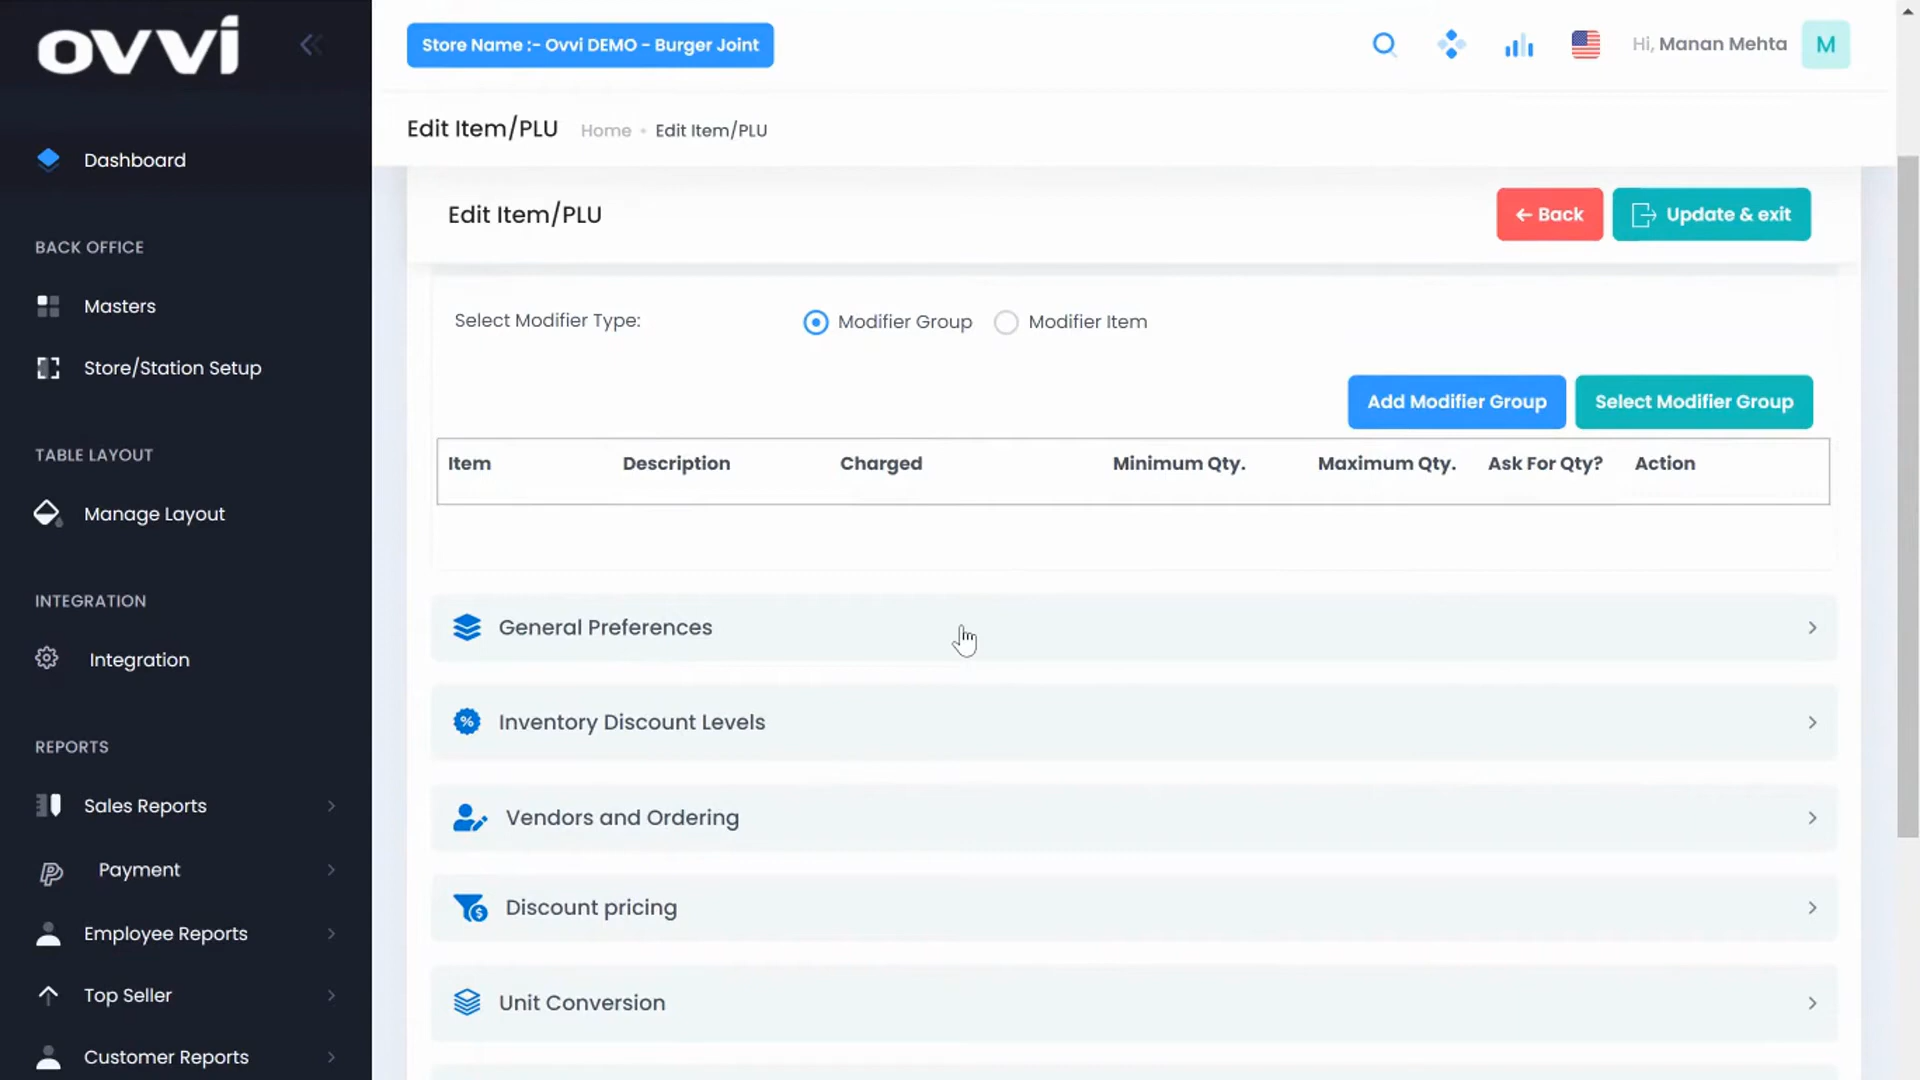 ovvi
Store Name :- Ovvi DEMO - Burger Joint
Hi, Manan Mehta
M
Edit Item/PLU
Home • Edit Item/PLU
Dashboard
BACK OFFICE
Masters
Store/Station Setup
TABLE LAYOUT
Manage Layout
INTEGRATION
Integration
REPORTS
Sales Reports
Payment
Employee Reports
Top Seller
Customer Reports
Edit Item/PLU
← Back
Update & exit
Select Modifier Type:
Modifier Group
Modifier Item
Add Modifier Group
Select Modifier Group
Item Description Charged Minimum Qty. Maximum Qty. Ask For Qty? Action
General Preferences
Inventory Discount Levels
Vendors and Ordering
Discount pricing
Unit Conversion